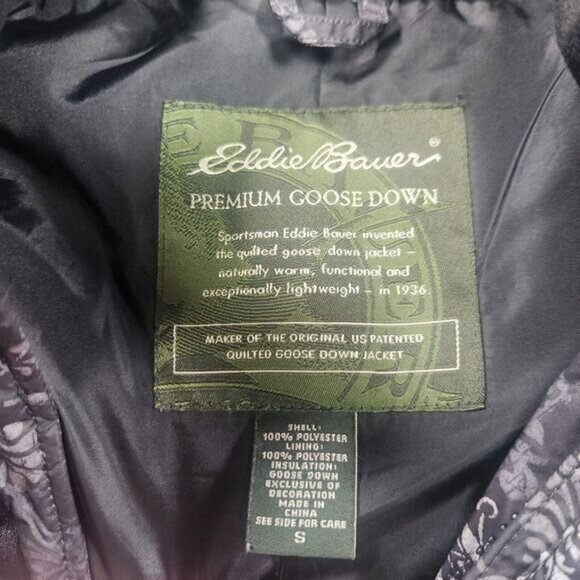 Eddie Bauer®
PREMIUM GOOSE DOWN
Sportsman Eddie Bauer invented
the quilted goose down jacket –
naturally warm, functional and
exceptionally lightweight – in 1936.
MAKER OF THE ORIGINAL US PATENTED
QUILTED GOOSE DOWN JACKET
SHELL:
100% POLYESTER
LINING:
100% POLYESTER
INSULATION:
GOOSE DOWN
EXCLUSIVE OF
DECORATION
MADE IN
CHINA
SEE SIDE FOR CARE
S